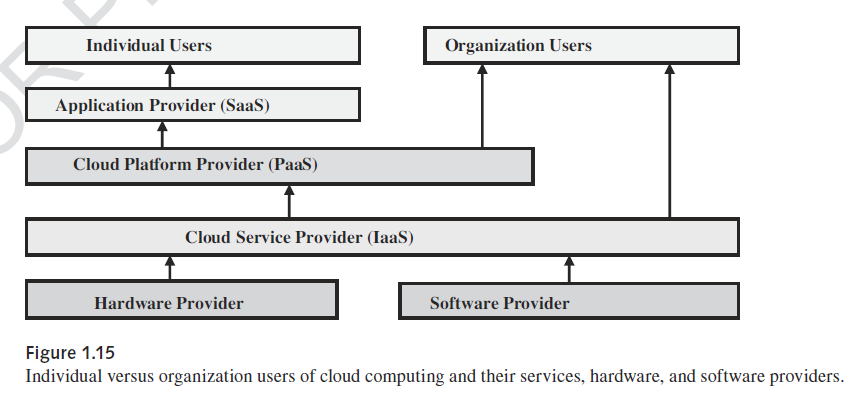 Individual Users
Organization Users
Application Provider (SaaS)
Cloud Platform Provider (PaaS)
Cloud Service Provider (IaaS)
Hardware Provider
Software Provider
Figure 1.15
Individual versus organization users of cloud computing and their services, hardware, and software providers.